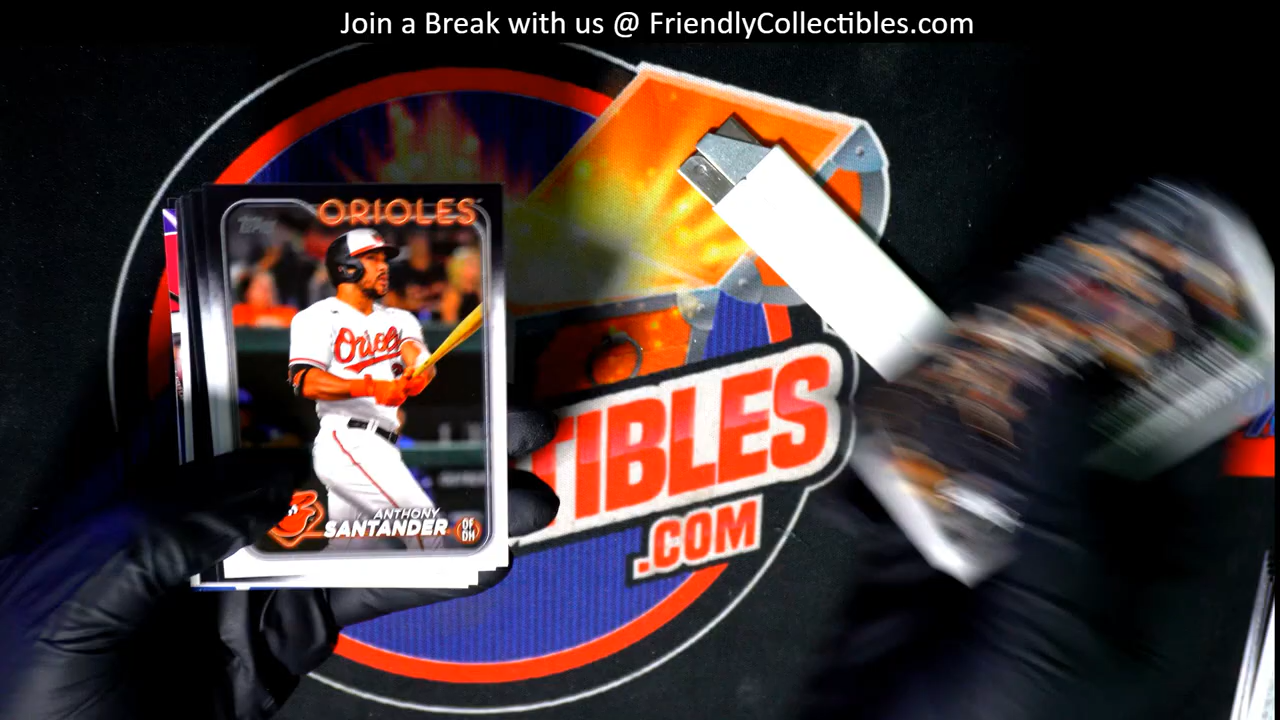 Join a Break with us @ FriendlyCollectibles.com
ORIOLES
TOPPS
Orioles
ANTHONY
SANTANDER
OF
DH
TIBLES
.COM